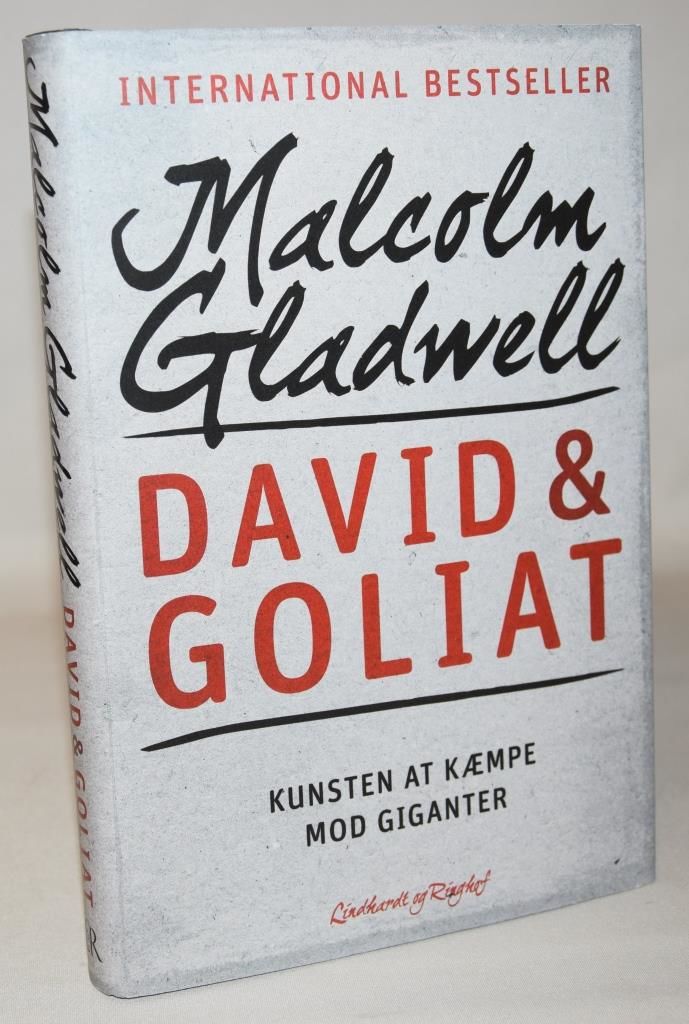 INTERNATIONAL BESTSELLER
Malcolm
Gladwell
DAVID &
GOLIAT
KUNSTEN AT KÆMPE
MOD GIGANTER
Lindhardt og Ringhof
Malcolm Gladwell DAVID & GOLIAT